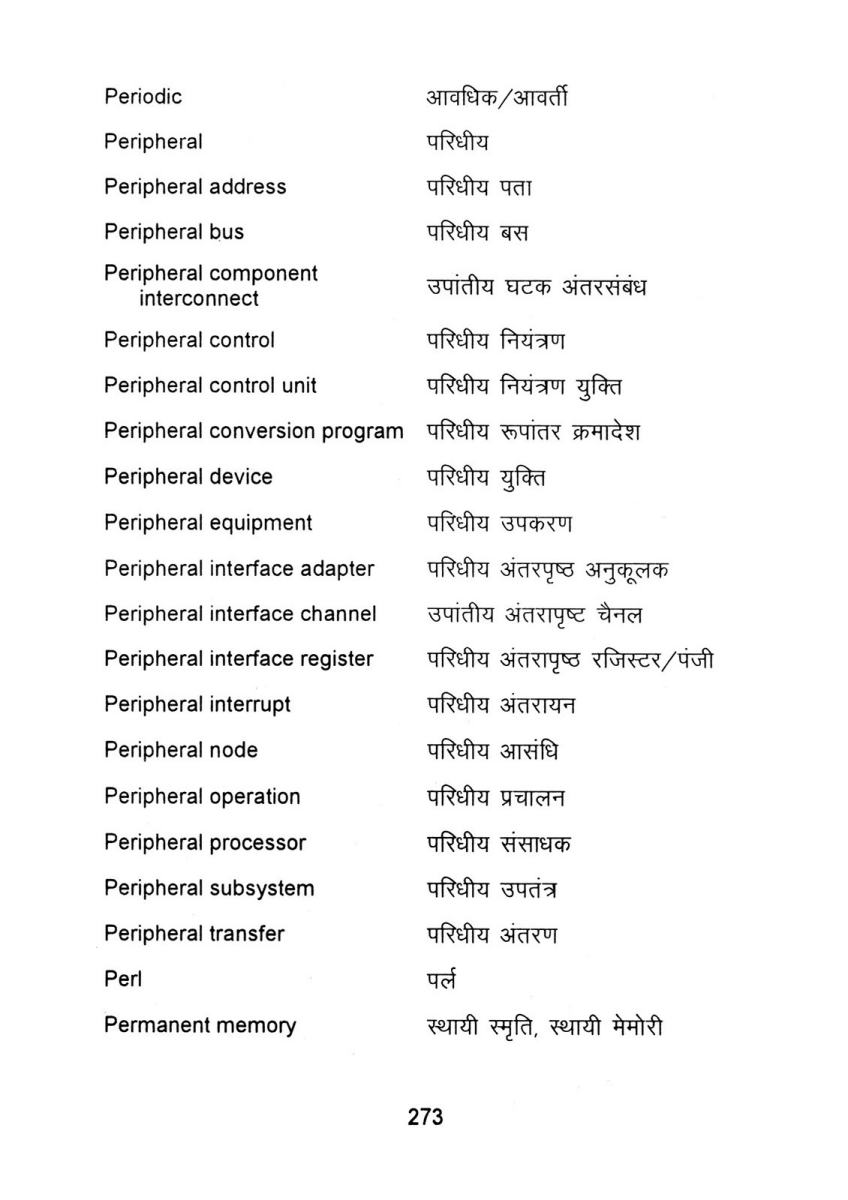 Periodic आवधिक/आवर्ती
Peripheral परिधीय
Peripheral address परिधीय पता
Peripheral bus परिधीय बस
Peripheral component
interconnect उपांतीय घटक अंतरसंबंध
Peripheral control परिधीय नियंत्रण
Peripheral control unit परिधीय नियंत्रण युक्ति
Peripheral conversion program परिधीय रूपांतर क्रमादेश
Peripheral device परिधीय युक्ति
Peripheral equipment परिधीय उपकरण
Peripheral interface adapter परिधीय अंतरपृष्ठ अनुकूलक
Peripheral interface channel उपांतीय अंतरापृष्ट चैनल
Peripheral interface register परिधीय अंतरापृष्ठ रजिस्टर/पंजी
Peripheral interrupt परिधीय अंतरायन
Peripheral node परिधीय आसंधि
Peripheral operation परिधीय प्रचालन
Peripheral processor परिधीय संसाधक
Peripheral subsystem परिधीय उपतंत्र
Peripheral transfer परिधीय अंतरण
Perl पर्ल
Permanent memory स्थायी स्मृति, स्थायी मेमोरी
273